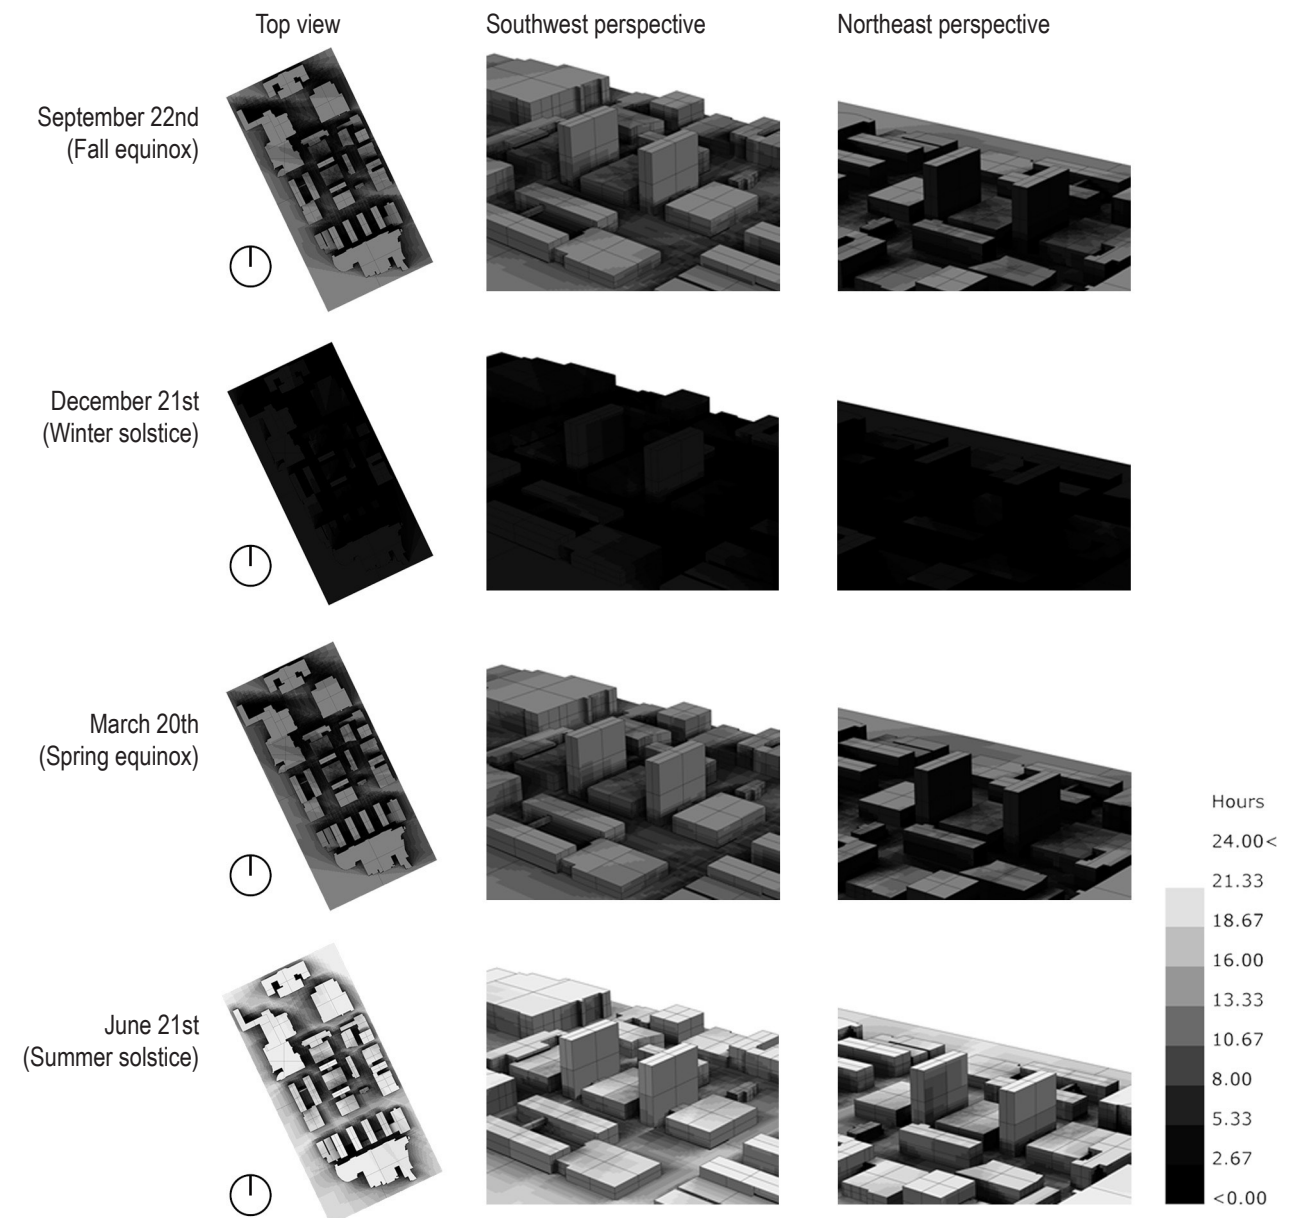 Top view
Southwest perspective
Northeast perspective
September 22nd
(Fall equinox)
December 21st
(Winter solstice)
March 20th
(Spring equinox)
June 21st
(Summer solstice)
Hours
24.00<
21.33
18.67
16.00
13.33
10.67
8.00
5.33
2.67
<0.00